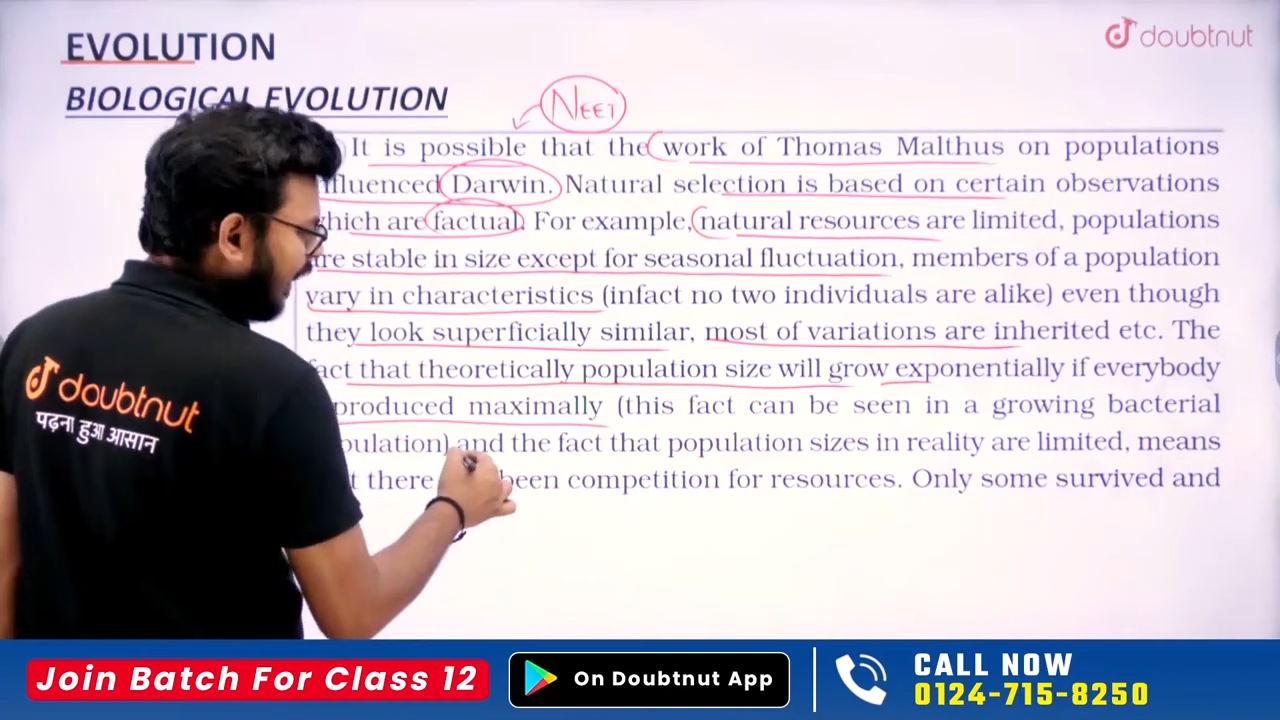 EVOLUTION
doubtnut
BIOLOGICAL EVOLUTION
NEET
It is possible that the work of Thomas Malthus on populations
influenced Darwin. Natural selection is based on certain observations
which are factual. For example, natural resources are limited, populations
are stable in size except for seasonal fluctuation, members of a population
vary in characteristics (infact no two individuals are alike) even though
they look superficially similar, most of variations are inherited etc. The
fact that theoretically population size will grow exponentially if everybody
produced maximally (this fact can be seen in a growing bacterial
pulation) and the fact that population sizes in reality are limited, means
there been competition for resources. Only some survived and
doubtnut
पढ़ना हुआ आसान
Join Batch For Class 12
On Doubtnut App
CALL NOW
0124-715-8250